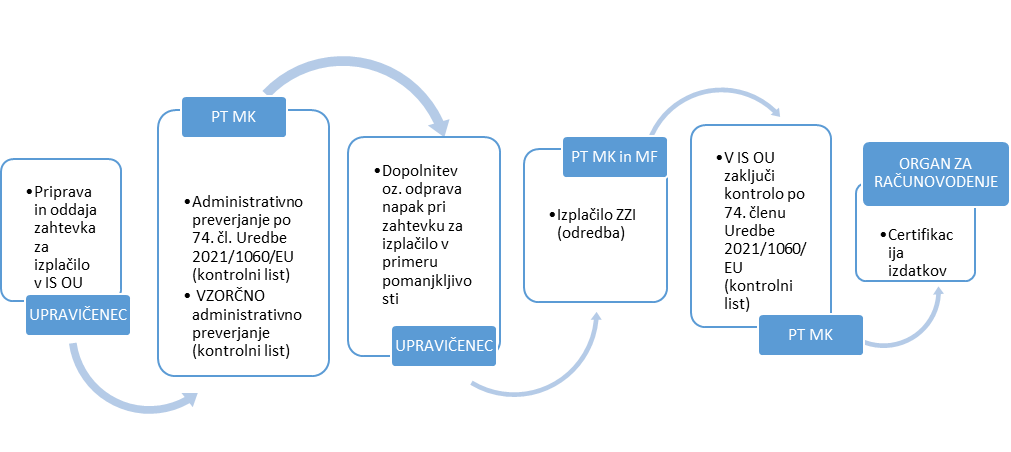 •Priprava
in oddaja
zahtevka
za
izplačilo
v IS OU
UPRAVIČENEC
PT MK
•Administrativno
preverjanje po
74. čl. Uredbe
2021/1060/EU
(kontrolni list)
• VZORČNO
administrativno
preverjanje
(kontrolni list)
•Dopolnitev
oz. odprava
napak pri
zahtevku za
izplačilo v
primeru
pomanjkljivo
sti
UPRAVIČENEC
PT MK in MF
•Izplačilo ZZI
(odredba)
•V IS OU
zaključi
kontrolo po
74. členu
Uredbe
2021/1060/
EU
(kontrolni
list)
PT MK
ORGAN ZA
RAČUNOVODENJE
•Certifikac
ija
izdatkov